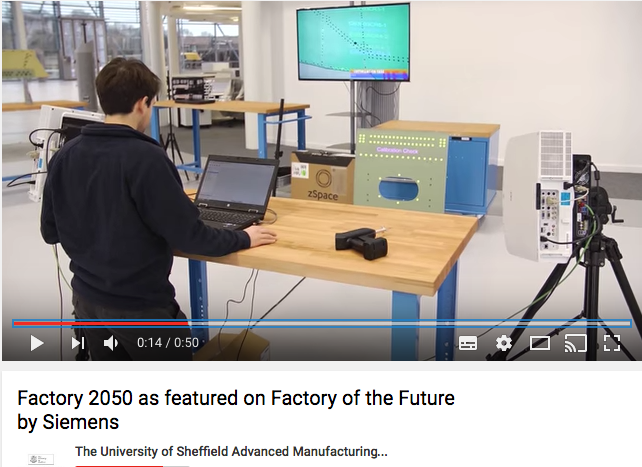 zSpace
Calibration Check
0:14 / 0:50
Factory 2050 as featured on Factory of the Future
by Siemens
The University of Sheffield Advanced Manufacturing...